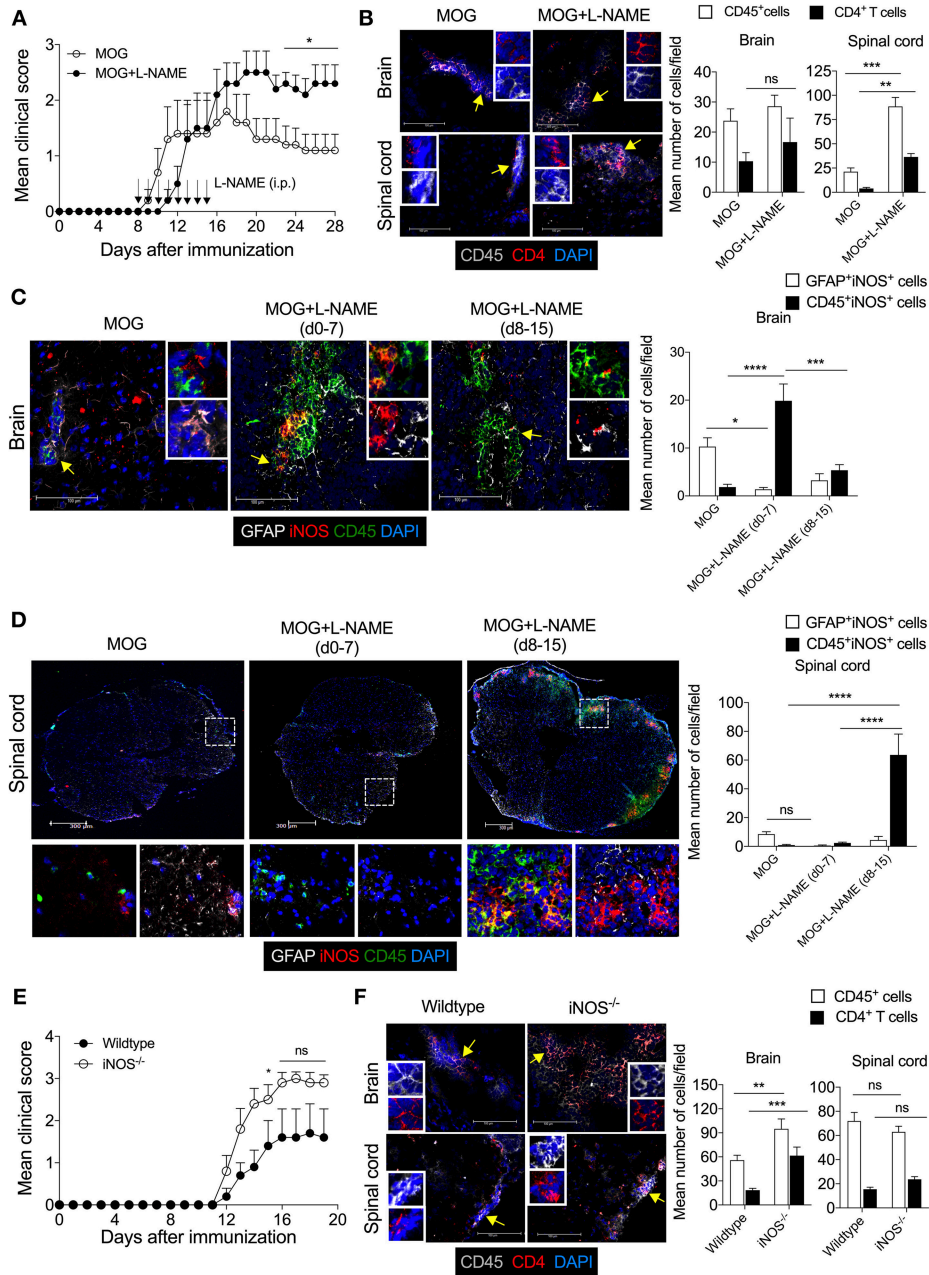 A
MOG
MOG+L-NAME
*
Mean clinical score
3
2
1
0
L-NAME (i.p.)
0 4 8 12 16 20 24 28
Days after immunization
B
MOG MOG+L-NAME
Brain
Spinal cord
CD45 CD4 DAPI
CD45⁺cells
CD4⁺ T cells
Brain
Mean number of cells/field
40
30
20
10
0
ns
MOG
MOG+L-NAME
Spinal cord
125
100
75
50
25
0
***
**
MOG
MOG+L-NAME
C
MOG
MOG+L-NAME
(d0-7)
MOG+L-NAME
(d8-15)
Brain
100 µm
100 µm
100 µm
GFAP iNOS CD45 DAPI
GFAP⁺iNOS⁺ cells
CD45⁺iNOS⁺ cells
Brain
Mean number of cells/field
30
20
10
0
**** ***
*
MOG
MOG+L-NAME (d0-7)
MOG+L-NAME (d8-15)
D
MOG
MOG+L-NAME
(d0-7)
MOG+L-NAME
(d8-15)
Spinal cord
300 µm
300 µm
300 µm
GFAP iNOS CD45 DAPI
GFAP⁺iNOS⁺ cells
CD45⁺iNOS⁺ cells
Spinal cord
Mean number of cells/field
100
80
60
40
20
0
****
****
ns
MOG
MOG+L-NAME (d0-7)
MOG+L-NAME (d8-15)
E
Wildtype
iNOS⁻/⁻
ns
*
Mean clinical score
4
3
2
1
0
0 4 8 12 16 20
Days after immunization
F
Wildtype iNOS⁻/⁻
Brain
Spinal cord
CD45 CD4 DAPI
CD45⁺ cells
CD4⁺ T cells
Brain
Mean number of cells/field
150
120
90
60
30
0
**
***
Wildtype
iNOS⁻/⁻
Spinal cord
100
80
60
40
20
0
ns
ns
Wildtype
iNOS⁻/⁻